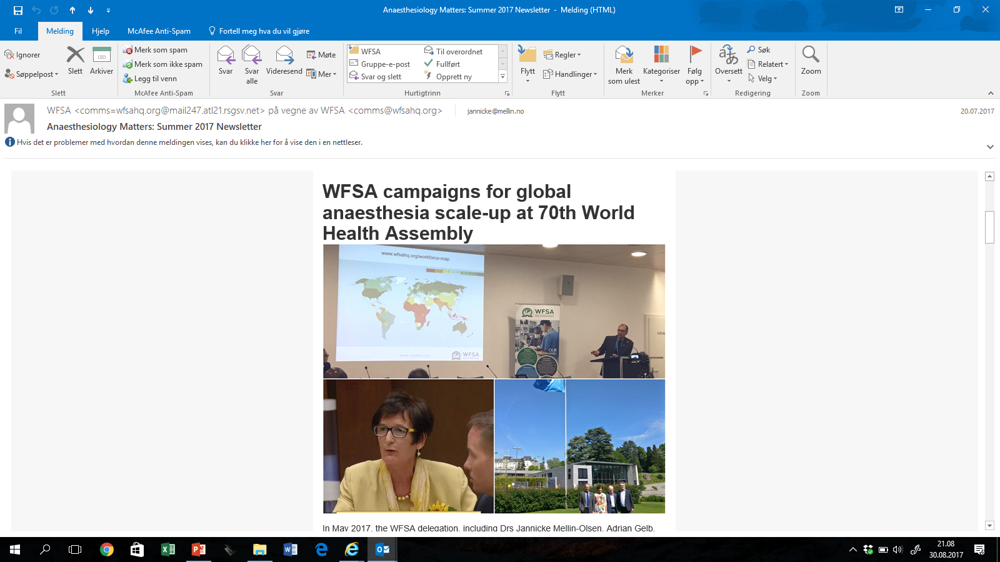 Anaesthesiology Matters: Summer 2017 Newsletter - Melding (HTML)
Fil Melding Hjelp McAfee Anti-Spam Fortell meg hva du vil gjøre
Ignorer
Søppelpost
Slett
Arkiver
Slett
Merk som spam
Merk som ikke spam
Legg til venn
McAfee Anti-Spam
Svar
Svar alle
Videresend
Møte
Mer
Svar
WFSA
Gruppe-e-post
Svar og slett
Til overordnet
Fullført
Opprett ny
Hurtigtrinn
Flytt
Regler
Handlinger
Flytt
Merk som ulest
Kategoriser
Følg opp
Merker
Oversett
Søk
Relatert
Velg
Redigering
Zoom
Zoom
WFSA <comms=wfsahq.org@mail247.atl21.rsgsv.net> på vegne av WFSA <comms@wfsahq.org>
jannicke@mellin.no
20.07.2017
Anaesthesiology Matters: Summer 2017 Newsletter
Hvis det er problemer med hvordan denne meldingen vises, kan du klikke her for å vise den i en nettleser.
WFSA campaigns for global
anaesthesia scale-up at 70th World
Health Assembly
www.wfsahq.org/workforce-map
www.wfsahq.org
WFSA
WFSA
OUR
PROGRAMMES
In May 2017, the WFSA delegation, including Drs Jannicke Mellin-Olsen, Adrian Gelb,
21.08
30.08.2017